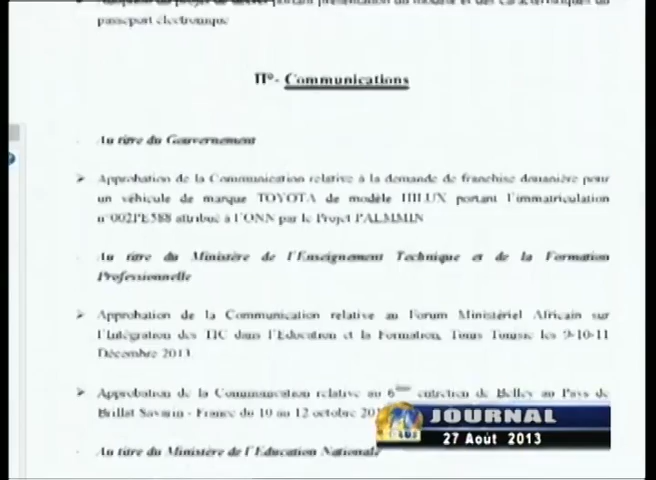 passeport électronique
II°- Communications
Au titre du Gouvernement
➢ Approbation de la Communication relative à la demande de franchise douanière pour
un véhicule de marque TOYOTA de modèle HILUX portant l'immatriculation
n°002PE588 attribué à l'ONN par le Projet PALMMIN
Au titre du Ministère de l'Enseignement Technique et de la Formation
Professionnelle
➢ Approbation de la Communication relative au Forum Ministériel Africain sur
l'Intégration des TIC dans l'Education et la Formation, Tunis Tunisie les 9-10-11
Décembre 2013
➢ Approbation de la Communication relative au 6ème entretien de Belley au Pays de
Brillat Savarin - France du 10 au 12 octobre
JOURNAL
27 Août 2013
Au titre du Ministère de l'Education Nationale